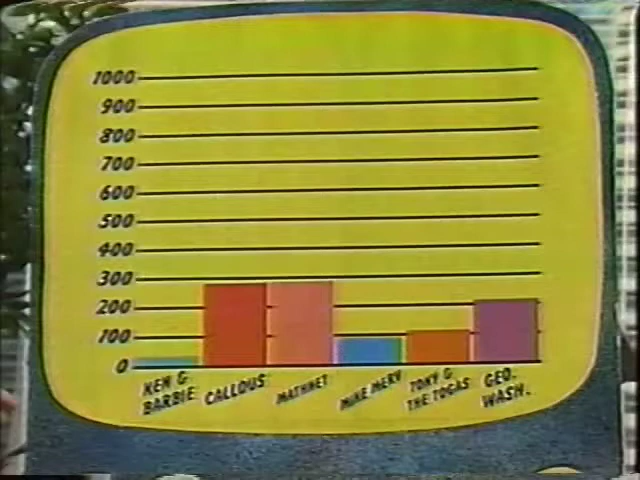 1000
900
800
700
600
500
400
300
200
100
0
KEN &
BARBIE
CALLOUS
MATHNET
MIKE MERV
TONY &
THE TOGAS
GEO.
WASH.